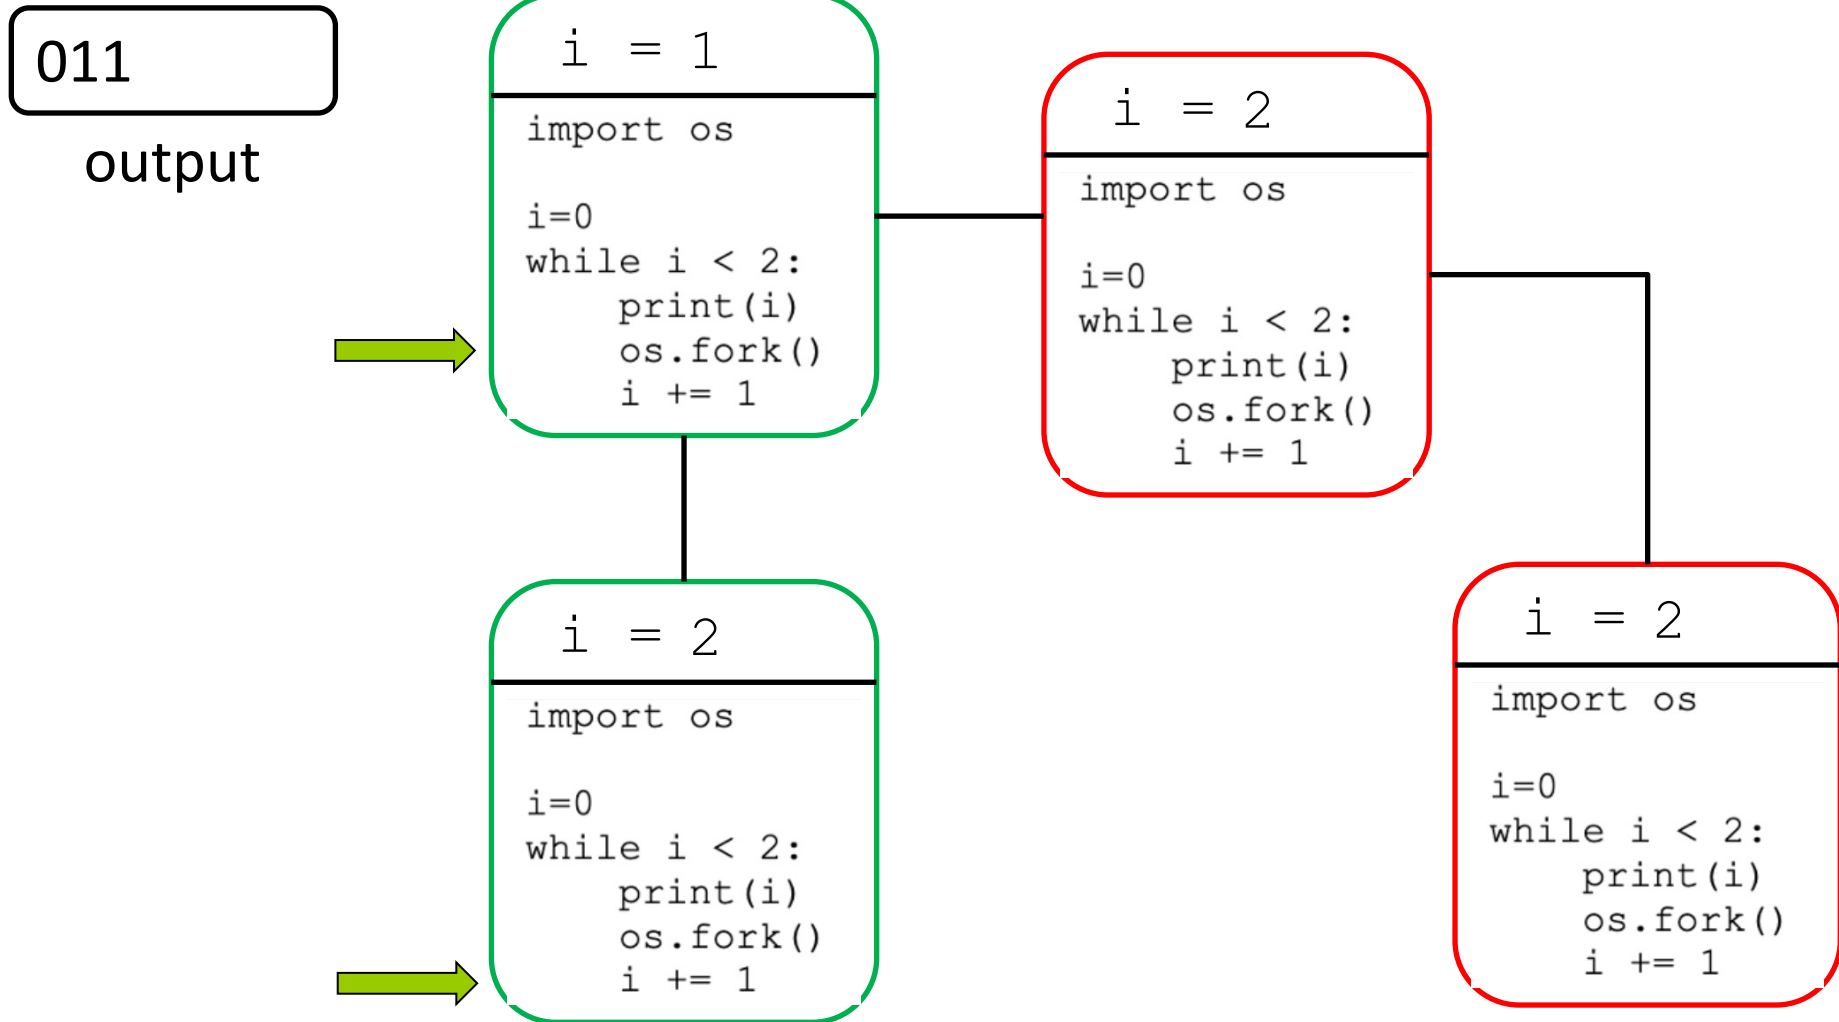 011
output
i = 1
import os
i=0
while i < 2:
print(i)
os.fork()
i += 1
i = 2
import os
i=0
while i < 2:
print(i)
os.fork()
i += 1
i = 2
import os
i=0
while i < 2:
print(i)
os.fork()
i += 1
i = 2
import os
i=0
while i < 2:
print(i)
os.fork()
i += 1